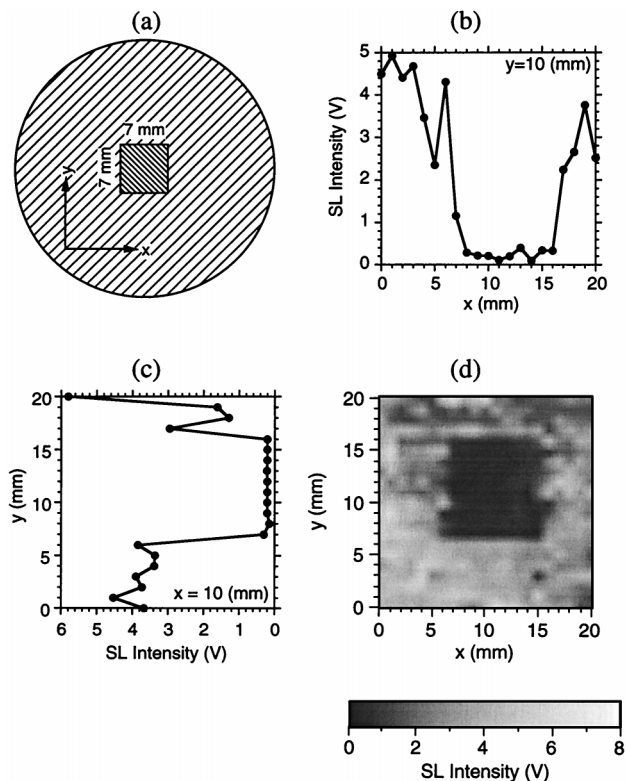 (a)
7 mm
7 mm
y
x
(b)
y=10 (mm)
5
4
3
2
1
0
SL Intensity (V)
0 5 10 15 20
x (mm)
(c)
20
15
10
5
0
y (mm)
x = 10 (mm)
6 5 4 3 2 1 0
SL Intensity (V)
(d)
20
15
10
5
0
y (mm)
0 5 10 15 20
x (mm)
0 2 4 6 8
SL Intensity (V)